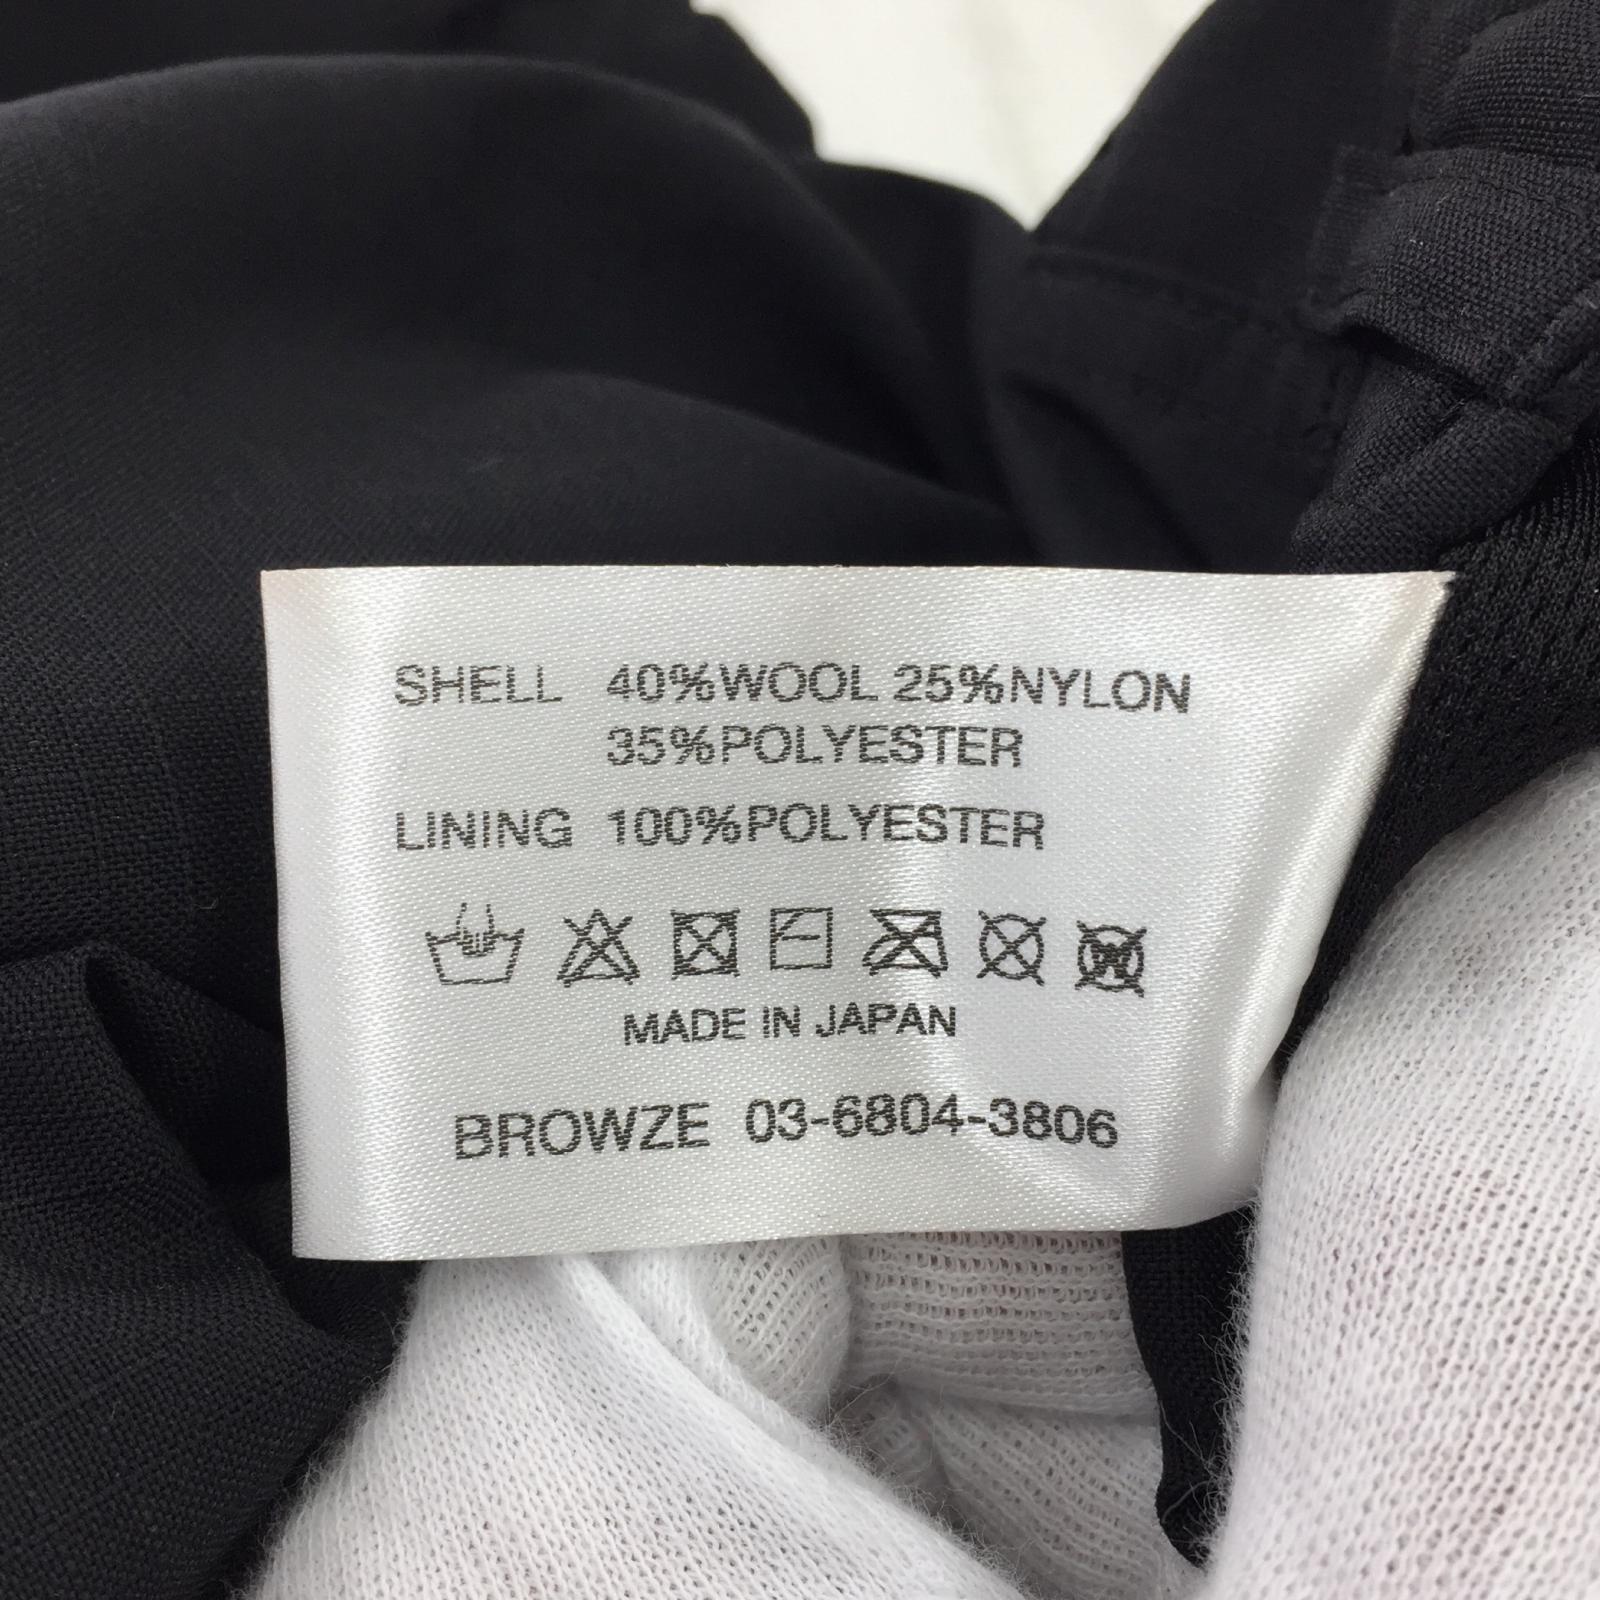 SHELL 40%WOOL 25%NYLON
35%POLYESTER
LINING 100%POLYESTER
MADE IN JAPAN
BROWZE 03-6804-3806